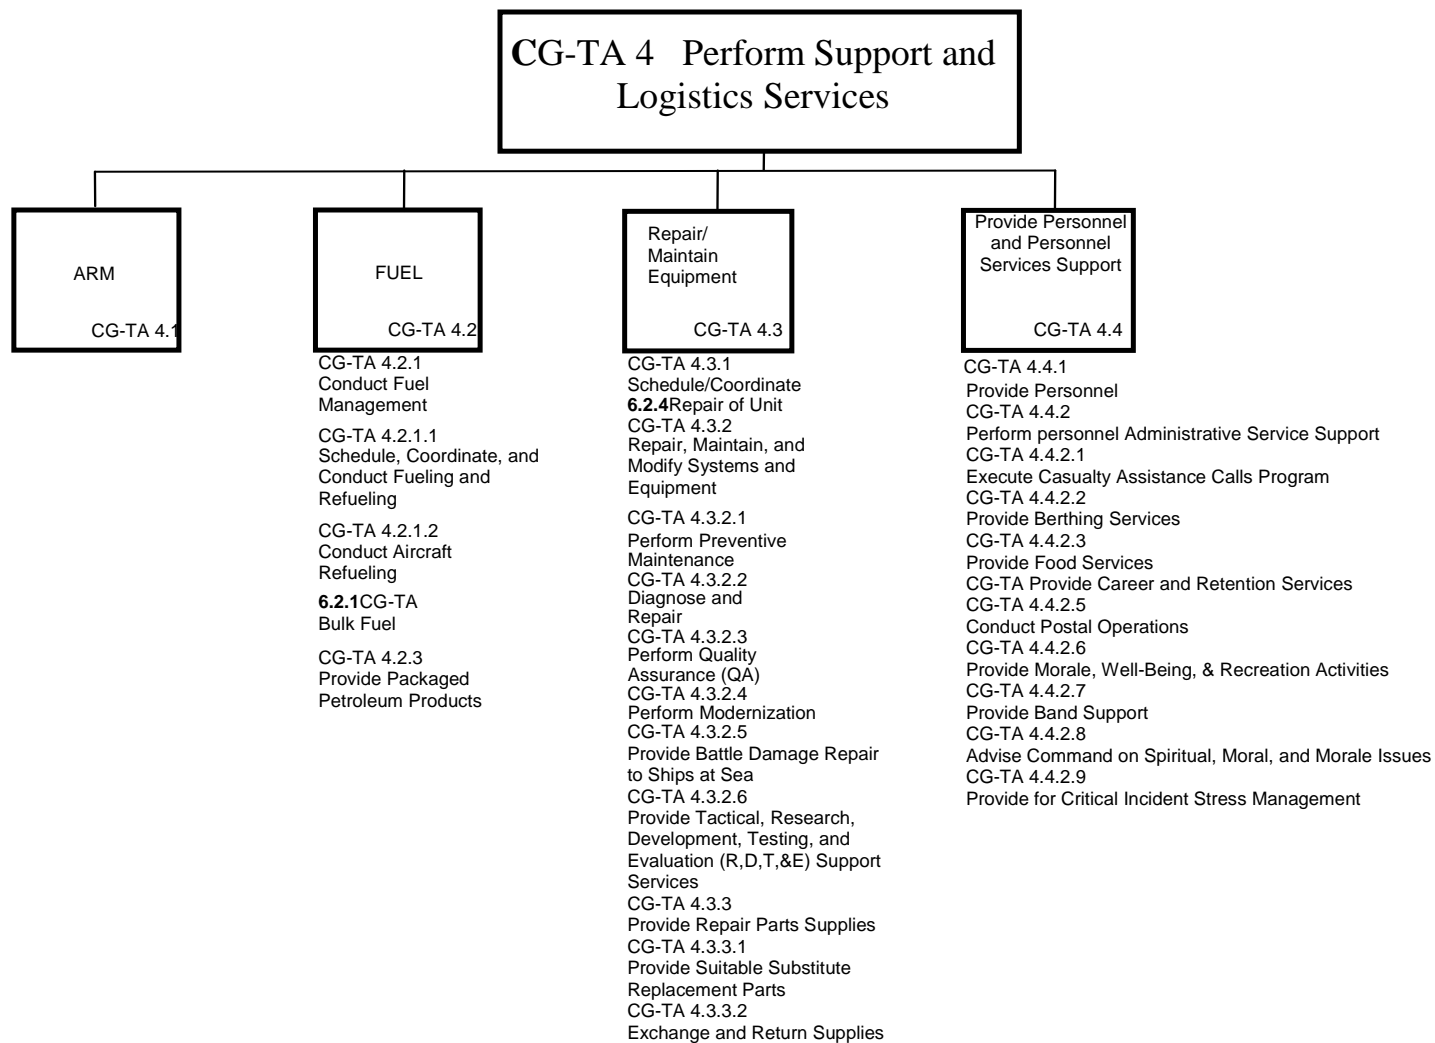 CG-TA 4 Perform Support and
Logistics Services
ARM
CG-TA 4.1
FUEL
CG-TA 4.2
CG-TA 4.2.1
Conduct Fuel
Management
CG-TA 4.2.1.1
Schedule, Coordinate, and
Conduct Fueling and
Refueling
CG-TA 4.2.1.2
Conduct Aircraft
Refueling
6.2.1CG-TA
Bulk Fuel
CG-TA 4.2.3
Provide Packaged
Petroleum Products
Repair/
Maintain
Equipment
CG-TA 4.3
CG-TA 4.3.1
Schedule/Coordinate
6.2.4Repair of Unit
CG-TA 4.3.2
Repair, Maintain, and
Modify Systems and
Equipment
CG-TA 4.3.2.1
Perform Preventive
Maintenance
CG-TA 4.3.2.2
Diagnose and
Repair
CG-TA 4.3.2.3
Perform Quality
Assurance (QA)
CG-TA 4.3.2.4
Perform Modernization
CG-TA 4.3.2.5
Provide Battle Damage Repair
to Ships at Sea
CG-TA 4.3.2.6
Provide Tactical, Research,
Development, Testing, and
Evaluation (R,D,T,&E) Support
Services
CG-TA 4.3.3
Provide Repair Parts Supplies
CG-TA 4.3.3.1
Provide Suitable Substitute
Replacement Parts
CG-TA 4.3.3.2
Exchange and Return Supplies
Provide Personnel
and Personnel
Services Support
CG-TA 4.4
CG-TA 4.4.1
Provide Personnel
CG-TA 4.4.2
Perform personnel Administrative Service Support
CG-TA 4.4.2.1
Execute Casualty Assistance Calls Program
CG-TA 4.4.2.2
Provide Berthing Services
CG-TA 4.4.2.3
Provide Food Services
CG-TA Provide Career and Retention Services
CG-TA 4.4.2.5
Conduct Postal Operations
CG-TA 4.4.2.6
Provide Morale, Well-Being, & Recreation Activities
CG-TA 4.4.2.7
Provide Band Support
CG-TA 4.4.2.8
Advise Command on Spiritual, Moral, and Morale Issues
CG-TA 4.4.2.9
Provide for Critical Incident Stress Management